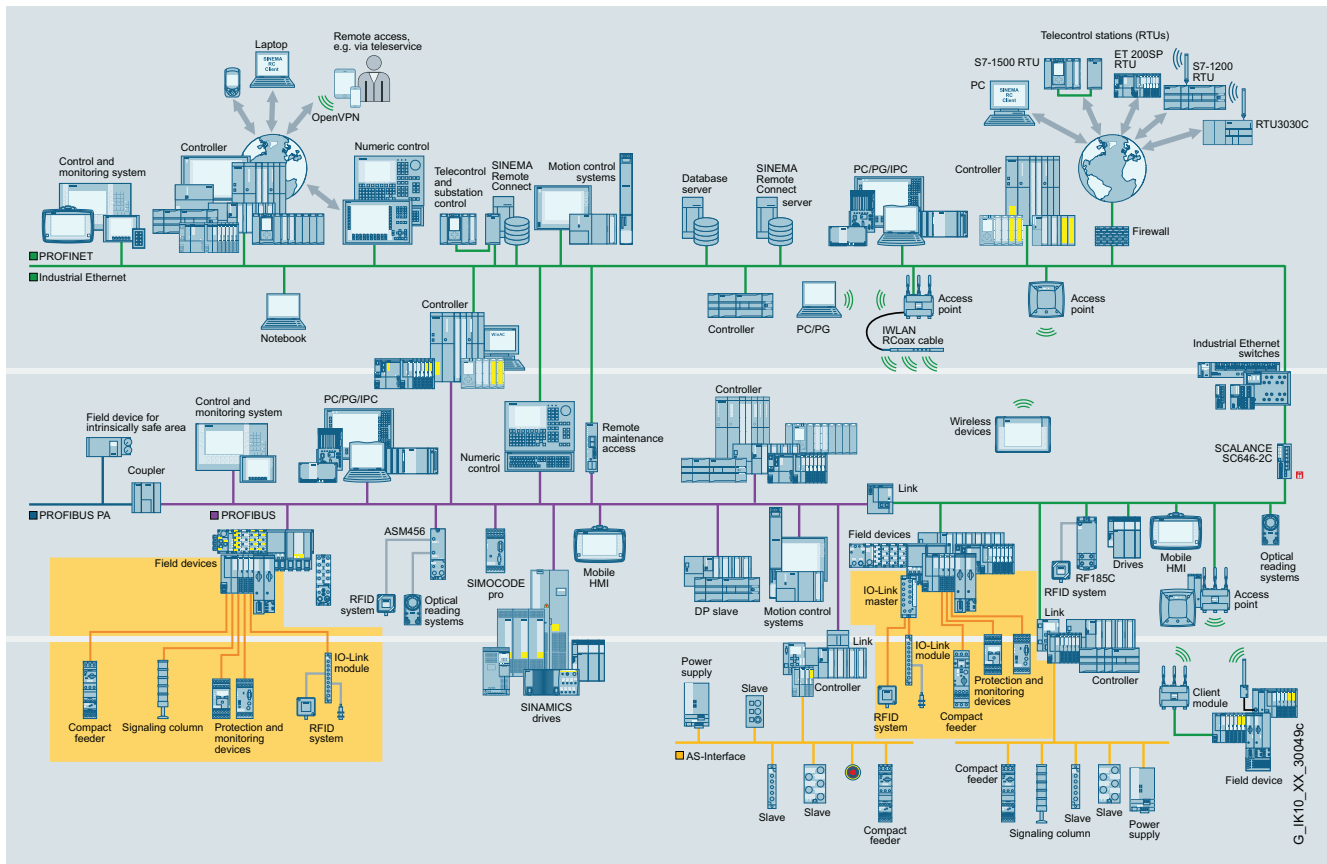 Remote access,
e.g. via teleservice
Laptop
SINEMA
RC
Client
OpenVPN
Telecontrol stations (RTUs)
S7-1500 RTU
ET 200SP
RTU
S7-1200
RTU
PC
SINEMA
RC
Client
RTU3030C
Control and
monitoring system
Controller
Numeric control
Telecontrol
and
substation
control
SINEMA
Remote
Connect
Motion control
systems
Database
server
SINEMA
Remote
Connect
server
PC/PG/IPC
Controller
Firewall
PROFINET
Industrial Ethernet
Notebook
Controller
WinAC
Controller
PC/PG
Access
point
IWLAN
RCoax cable
Access
point
Industrial Ethernet
switches
Field device for
intrinsically safe area
Coupler
Control and
monitoring system
PC/PG/IPC
Numeric
control
Remote
maintenance
access
Controller
Wireless
devices
SCALANCE
SC646-2C
Link
PROFIBUS PA
PROFIBUS
Field devices
ASM456
RFID
system
Optical
reading
systems
SIMOCODE
pro
Mobile
HMI
SINAMICS
drives
DP slave
Motion control
systems
Field devices
IO-Link
master
RF185C
RFID system
Drives
Mobile
HMI
Access
point
Optical
reading systems
Compact
feeder
Signaling column
Protection and
monitoring
devices
IO-Link
module
RFID
system
Power
supply
Slave
Link
Controller
RFID
system
IO-Link
module
Compact
feeder
Protection and
monitoring
devices
Link
Controller
Client
module
Field device
AS-Interface
Slave
Slave
Compact
feeder
Compact
feeder
Signaling column
Slave
Slave
Power
supply
G_IK10_XX_30049c